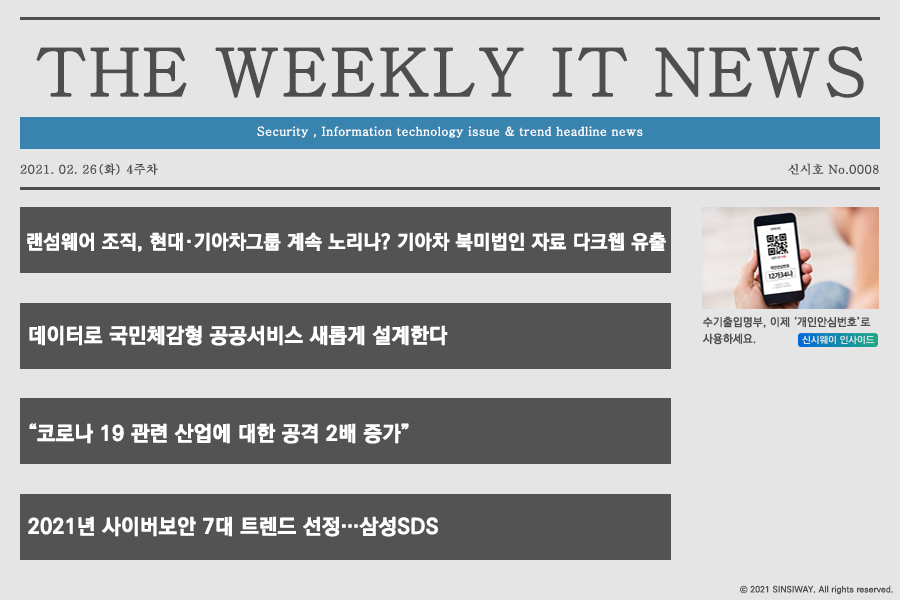 THE WEEKLY IT NEWS
Security , Information technology issue & trend headline news
2021. 02. 26(화) 4주차
신시호 No.0008
랜섬웨어 조직, 현대·기아차그룹 계속 노리나? 기아차 북미법인 자료 다크웹 유출
데이터로 국민체감형 공공서비스 새롭게 설계한다
“코로나 19 관련 산업에 대한 공격 2배 증가”
2021년 사이버보안 7대 트렌드 선정…삼성SDS
12가34나
수기출입명부, 이제 ‘개인안심번호’로
사용하세요.
신시웨이 인사이드
© 2021 SINSIWAY. All rights reserved.